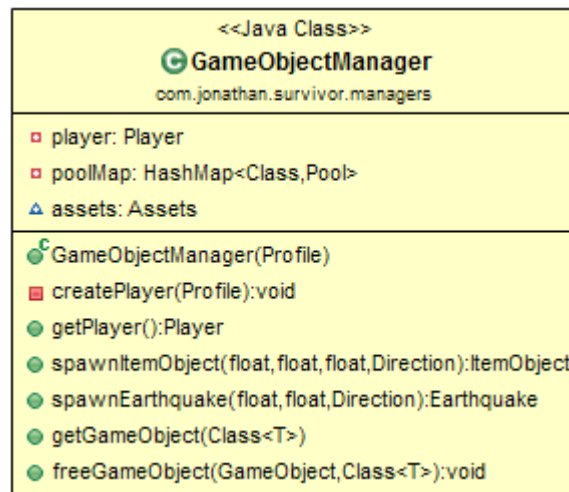 <<Java Class>>
GameObjectManager
com.jonathan.survivor.managers
player: Player
poolMap: HashMap<Class,Pool>
assets: Assets
GameObjectManager(Profile)
createPlayer(Profile):void
getPlayer():Player
spawnItemObject(float,float,float,Direction):ItemObject
spawnEarthquake(float,float,Direction):Earthquake
getGameObject(Class<T>)
freeGameObject(GameObject,Class<T>):void